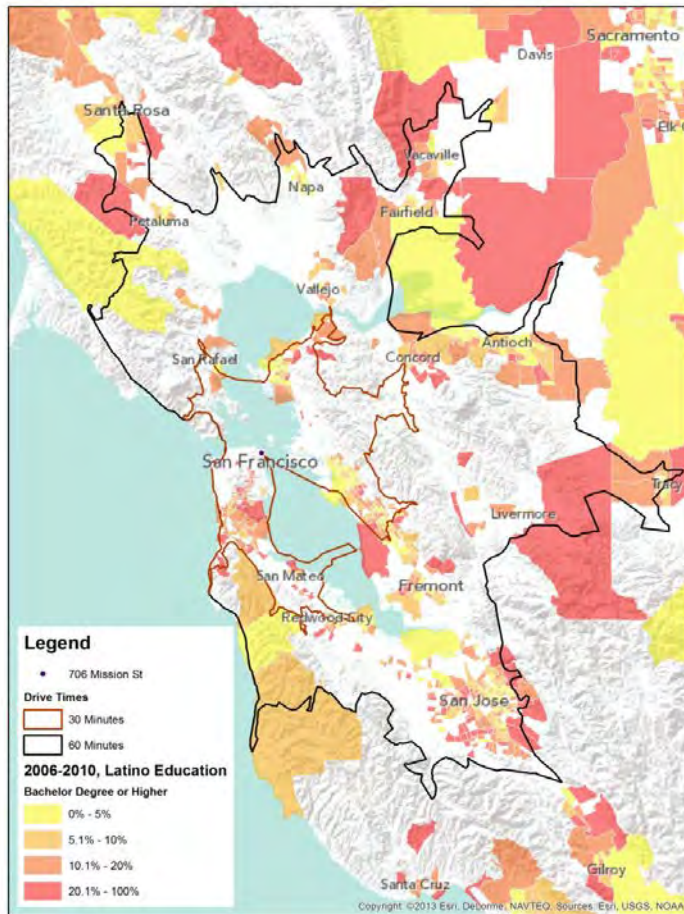 Sacramento
Davis
Elk
Santa Rosa
Vacaville
Napa
Fairfield
Petaluma
Vallejo
San Rafael
Concord
Antioch
San Francisco
Tracy
Livermore
San Mateo
Fremont
Redwood City
San Jose
Gilroy
Santa Cruz
Legend
706 Mission St
Drive Times
30 Minutes
60 Minutes
2006-2010, Latino Education
Bachelor Degree or Higher
0% - 5%
5.1% - 10%
10.1% - 20%
20.1% - 100%
Copyright: ©2013 Esri, DeLorme, NAVTEQ, Sources: Esri, USGS, NOAA